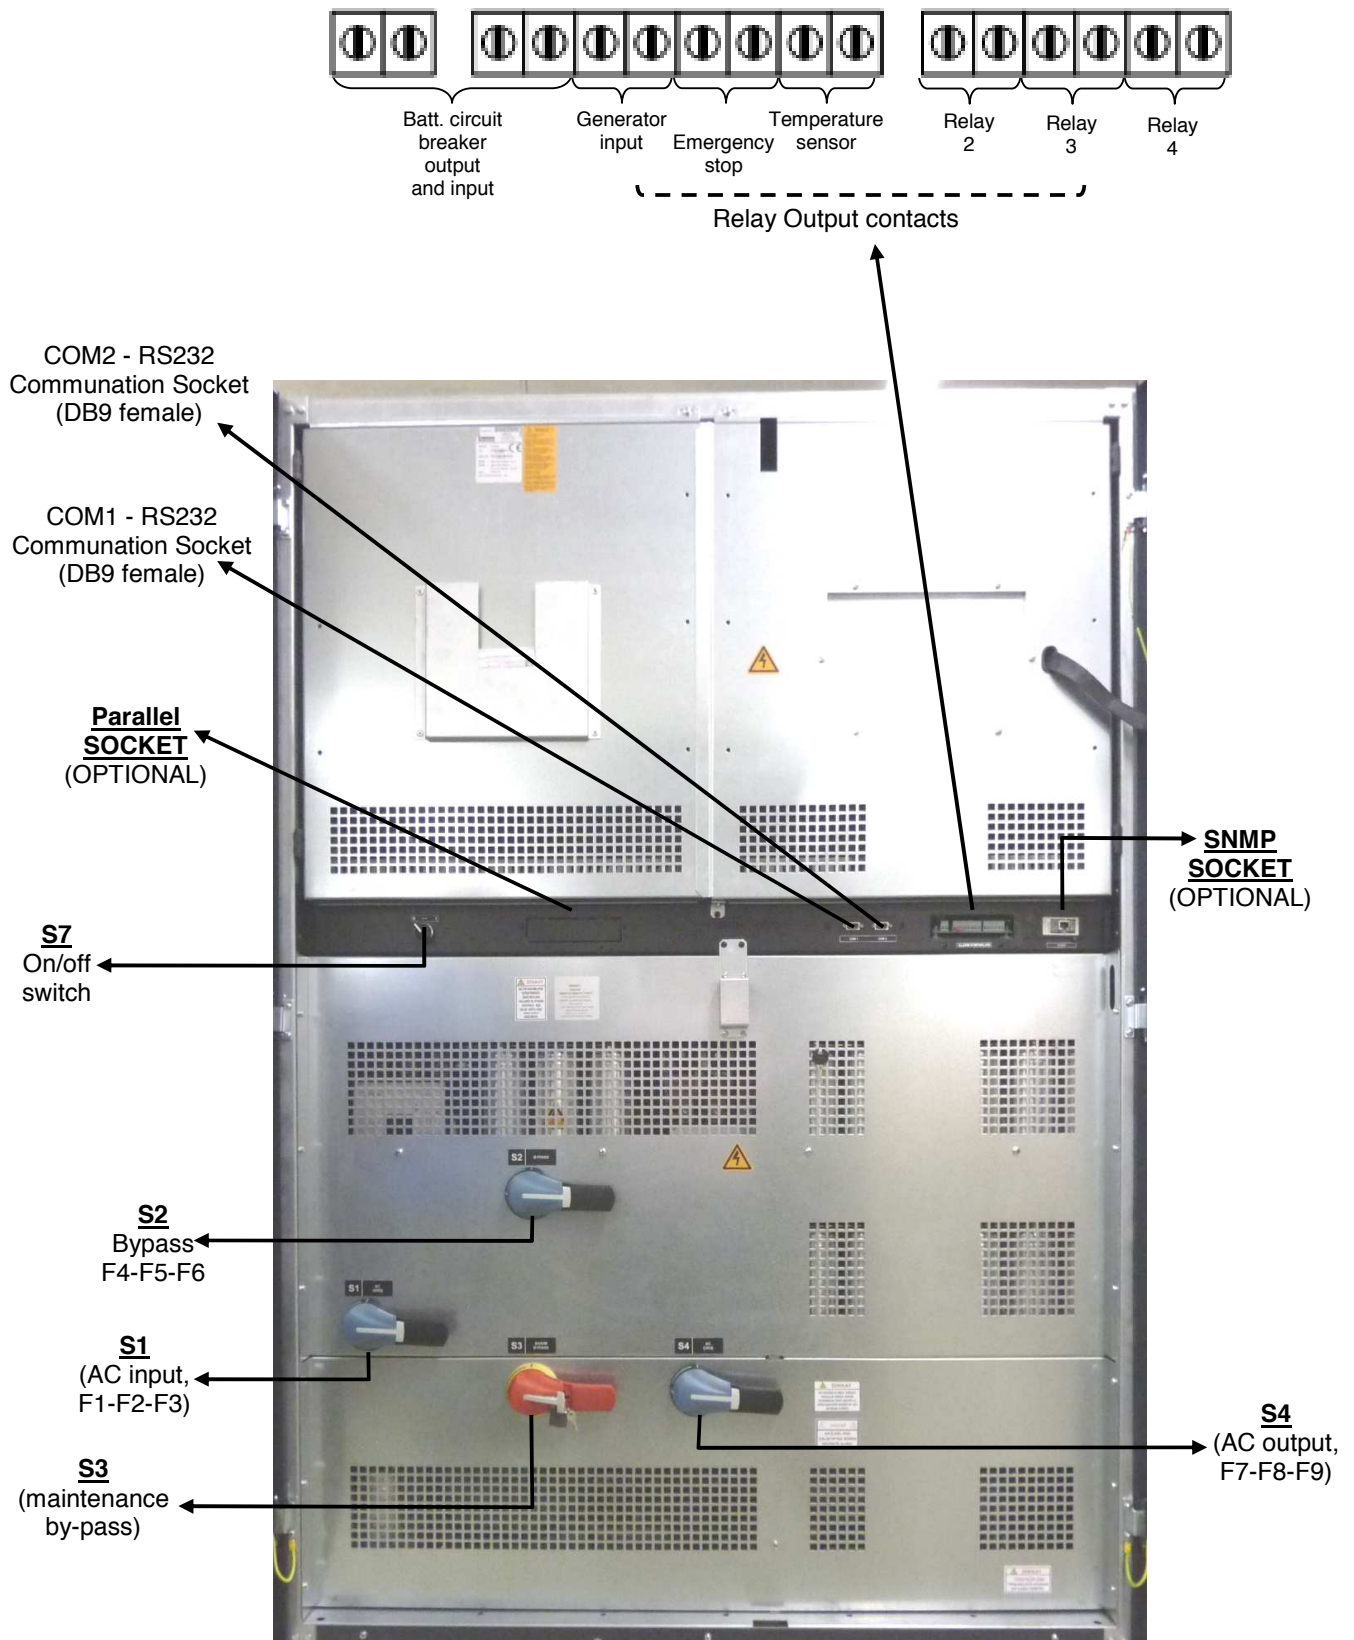 Batt. circuit
breaker
output
and input
Generator
input
Emergency
stop
Temperature
sensor
Relay
2
Relay
3
Relay
4
Relay Output contacts
COM2 - RS232
Communation Socket
(DB9 female)
COM1 - RS232
Communation Socket
(DB9 female)
Parallel
SOCKET
(OPTIONAL)
SNMP
SOCKET
(OPTIONAL)
S7
On/off
switch
S2
S2
Bypass
F4-F5-F6
S1
S1
(AC input,
F1-F2-F3)
S3
S4
S4
(AC output,
F7-F8-F9)
S3
(maintenance
by-pass)